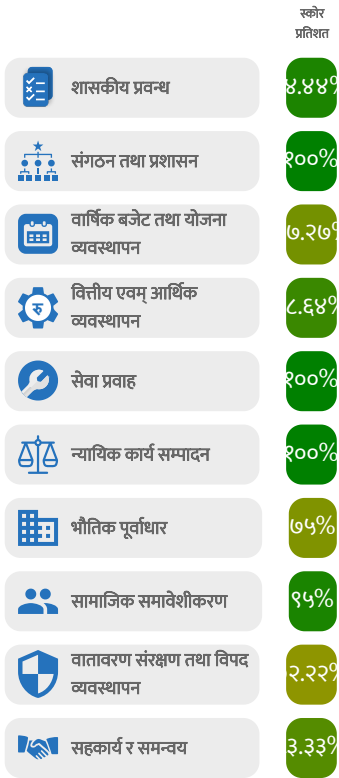 स्कोर
प्रतिशत
शासकीय प्रवन्ध
४.४४%
संगठन तथा प्रशासन
१००%
वार्षिक बजेट तथा योजना
७.२७%
व्यवस्थापन
वित्तीय एवम् आर्थिक
८.६४%
व्यवस्थापन
सेवा प्रवाह
१००%
न्यायिक कार्य सम्पादन
१००%
भौतिक पूर्वाधार
७५%
सामाजिक समावेशीकरण
९५%
वातावरण संरक्षण तथा विपद
२.२२%
व्यवस्थापन
सहकार्य र समन्वय
३.३३%